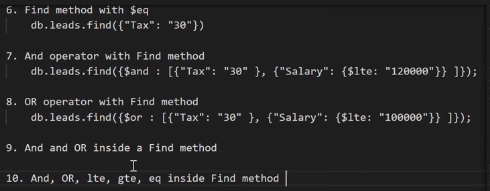 6. Find method with $eq
db.leads.find({"Tax": "30"})
7. And operator with Find method
db.leads.find({$and : [{"Tax": "30" }, {"Salary": {$lte: "120000"}} ]});
8. OR operator with Find method
db.leads.find({$or : [{"Tax": "30" }, {"Salary": {$lte: "100000"}} ]});
9. And and OR inside a Find method
10. And, OR, lte, gte, eq inside Find method